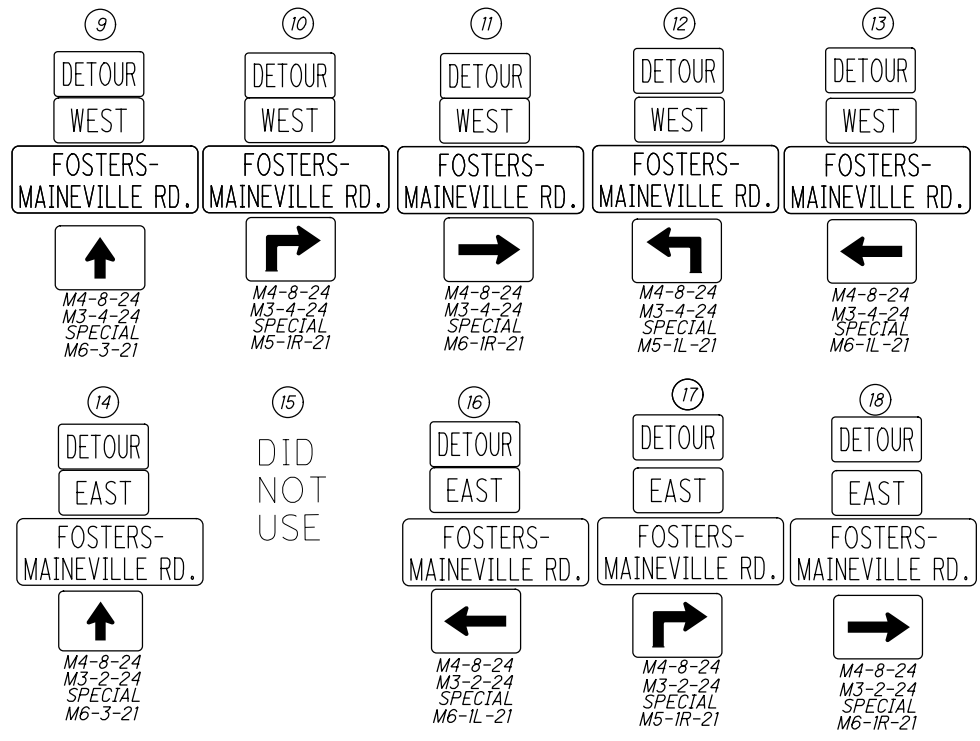 9
DETOUR
WEST
FOSTERS-
MAINEVILLE RD.
M4-8-24
M3-4-24
SPECIAL
M6-3-21
10
DETOUR
WEST
FOSTERS-
MAINEVILLE RD.
M4-8-24
M3-4-24
SPECIAL
M5-1R-21
11
DETOUR
WEST
FOSTERS-
MAINEVILLE RD.
M4-8-24
M3-4-24
SPECIAL
M6-1R-21
12
DETOUR
WEST
FOSTERS-
MAINEVILLE RD.
M4-8-24
M3-4-24
SPECIAL
M5-1L-21
13
DETOUR
WEST
FOSTERS-
MAINEVILLE RD.
M4-8-24
M3-4-24
SPECIAL
M6-1L-21
14
DETOUR
EAST
FOSTERS-
MAINEVILLE RD.
M4-8-24
M3-2-24
SPECIAL
M6-3-21
15
DID
NOT
USE
16
DETOUR
EAST
FOSTERS-
MAINEVILLE RD.
M4-8-24
M3-2-24
SPECIAL
M6-1L-21
17
DETOUR
EAST
FOSTERS-
MAINEVILLE RD.
M4-8-24
M3-2-24
SPECIAL
M5-1R-21
18
DETOUR
EAST
FOSTERS-
MAINEVILLE RD.
M4-8-24
M3-2-24
SPECIAL
M6-1R-21